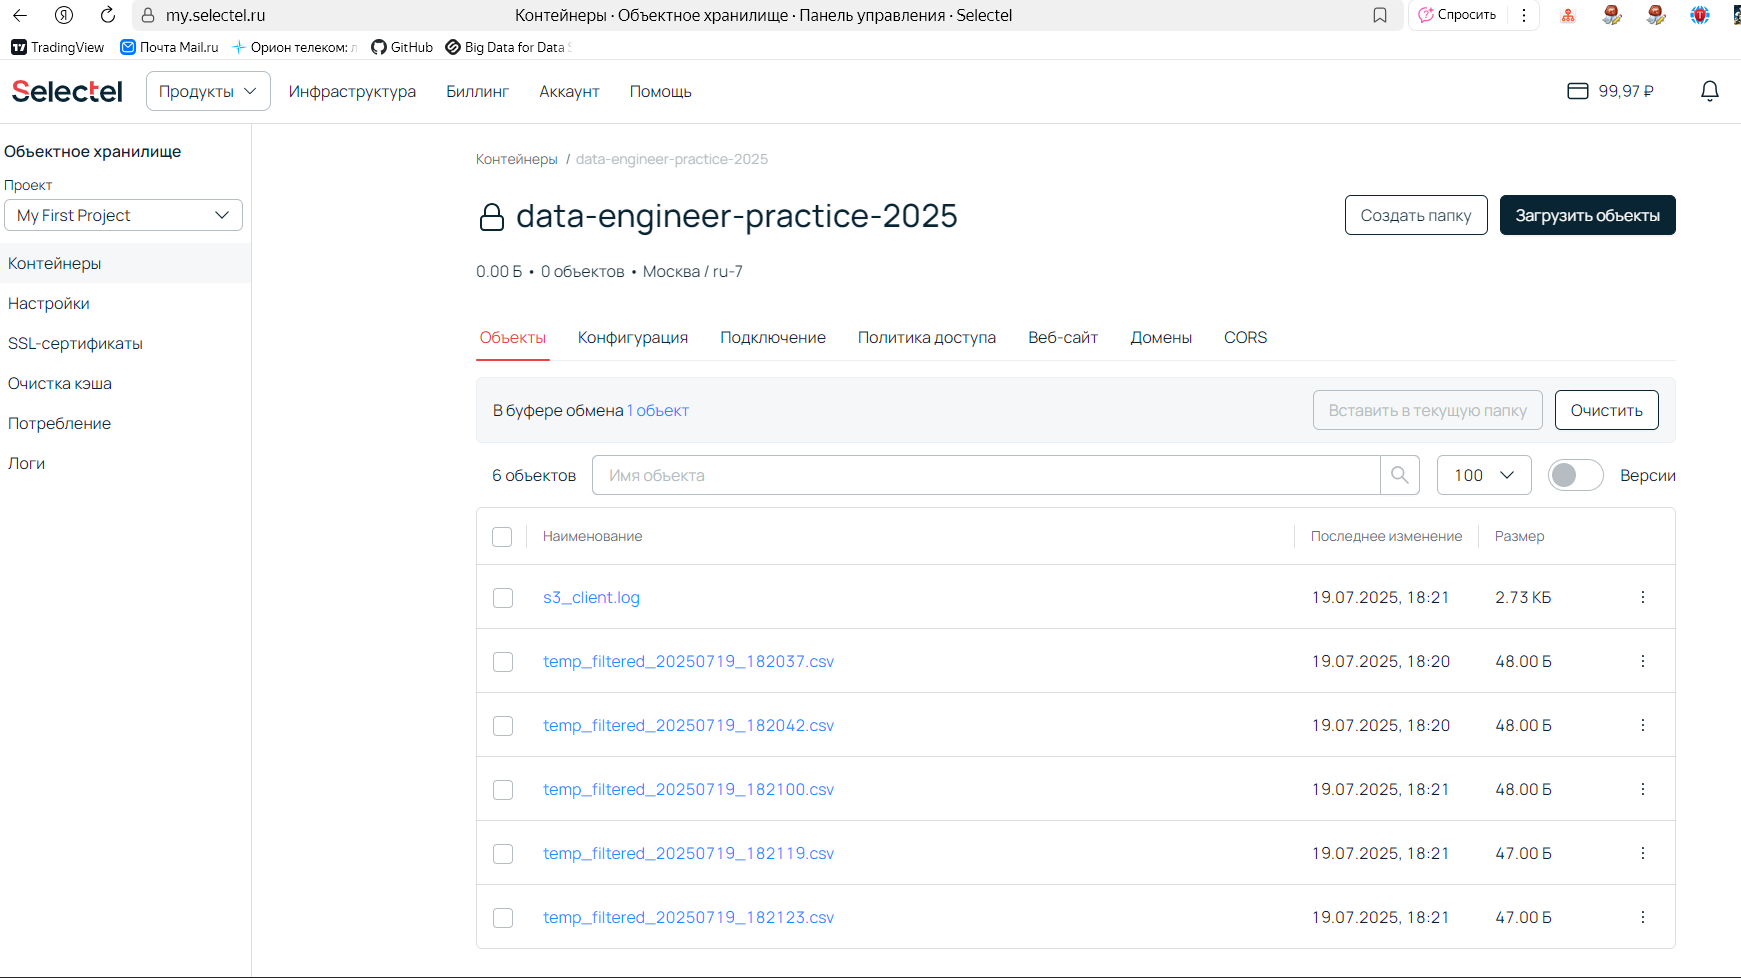 my.selectel.ru
Контейнеры · Объектное хранилище · Панель управления · Selectel
Спросить
TradingView
Почта Mail.ru
Орион телеком:
GitHub
Big Data for Data
Selectel
Продукты
Инфраструктура
Биллинг
Аккаунт
Помощь
99,97 ₽
Объектное хранилище
Проект
My First Project
Контейнеры
Настройки
SSL-сертификаты
Очистка кэша
Потребление
Логи
Контейнеры / data-engineer-practice-2025
data-engineer-practice-2025
Создать папку
Загрузить объекты
0.00 Б • 0 объектов • Москва / ru-7
Объекты
Конфигурация
Подключение
Политика доступа
Веб-сайт
Домены
CORS
В буфере обмена 1 объект
Вставить в текущую папку
Очистить
6 объектов
Имя объекта
100
Версии
Наименование
Последнее изменение
Размер
s3_client.log 19.07.2025, 18:21 2.73 КБ
temp_filtered_20250719_182037.csv 19.07.2025, 18:20 48.00 Б
temp_filtered_20250719_182042.csv 19.07.2025, 18:20 48.00 Б
temp_filtered_20250719_182100.csv 19.07.2025, 18:21 48.00 Б
temp_filtered_20250719_182119.csv 19.07.2025, 18:21 47.00 Б
temp_filtered_20250719_182123.csv 19.07.2025, 18:21 47.00 Б